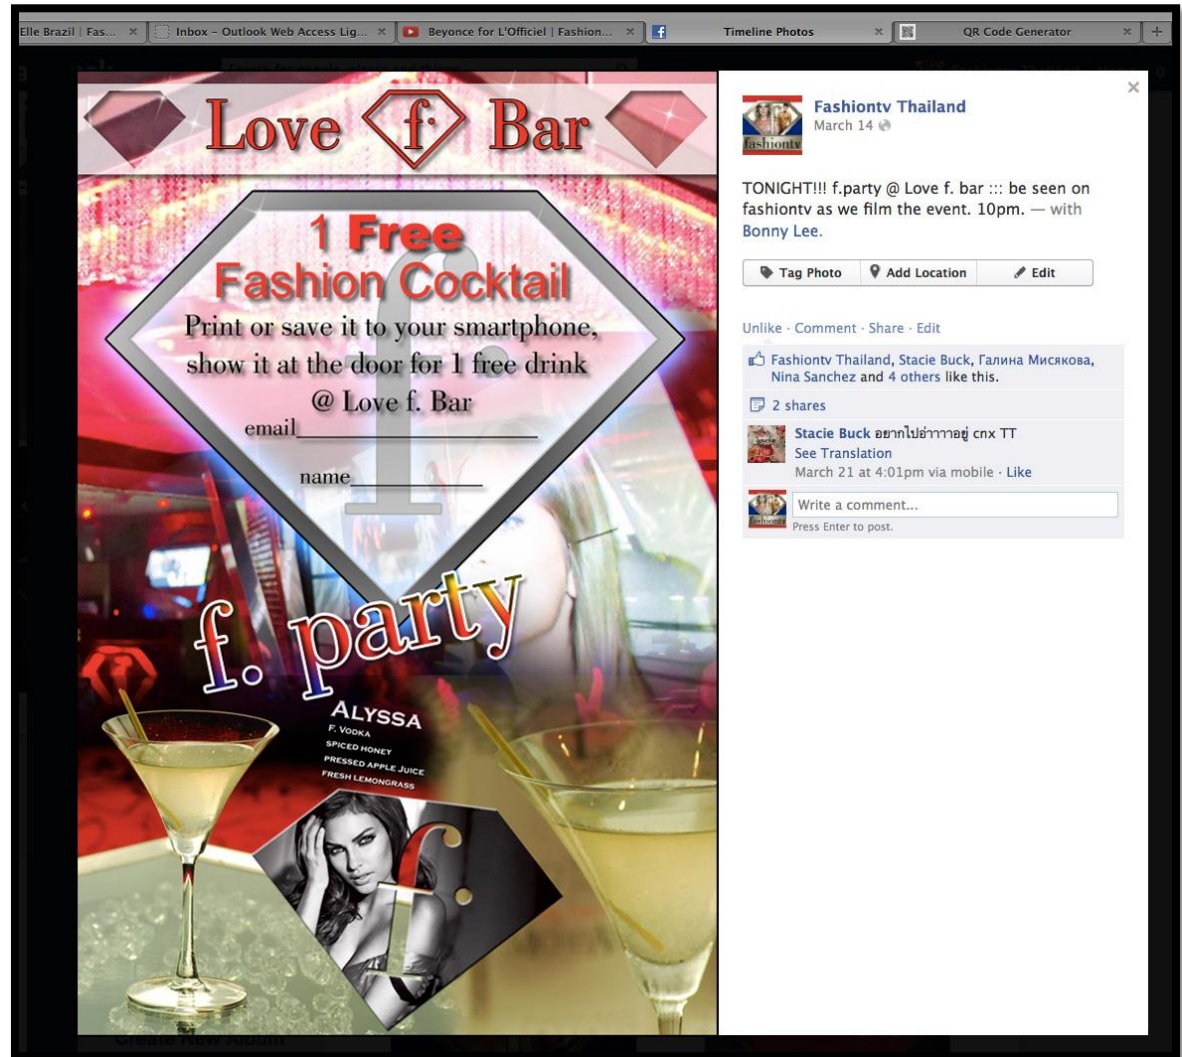 Elle Brazil | Fas...
Inbox – Outlook Web Access Lig...
Beyonce for L'Officiel | Fashion...
Timeline Photos
QR Code Generator
Love f. Bar
1 Free
Fashion Cocktail
Print or save it to your smartphone,
show it at the door for 1 free drink
@ Love f. Bar
email
name
f.
f. party
ALYSSA
F. VODKA
SPICED HONEY
PRESSED APPLE JUICE
FRESH LEMONGRASS
f.
Create New Album
Fashiontv Thailand
March 14
fashiontv
TONIGHT!!! f.party @ Love f. bar ::: be seen on
fashiontv as we film the event. 10pm. — with
Bonny Lee.
Tag Photo
Add Location
Edit
Unlike · Comment · Share · Edit
Fashiontv Thailand, Stacie Buck, Галина Мисякова,
Nina Sanchez and 4 others like this.
2 shares
Stacie Buck อยากไปอ่าาาาอยู่ cnx TT
See Translation
March 21 at 4:01pm via mobile · Like
fashiontv
Write a comment...
Press Enter to post.